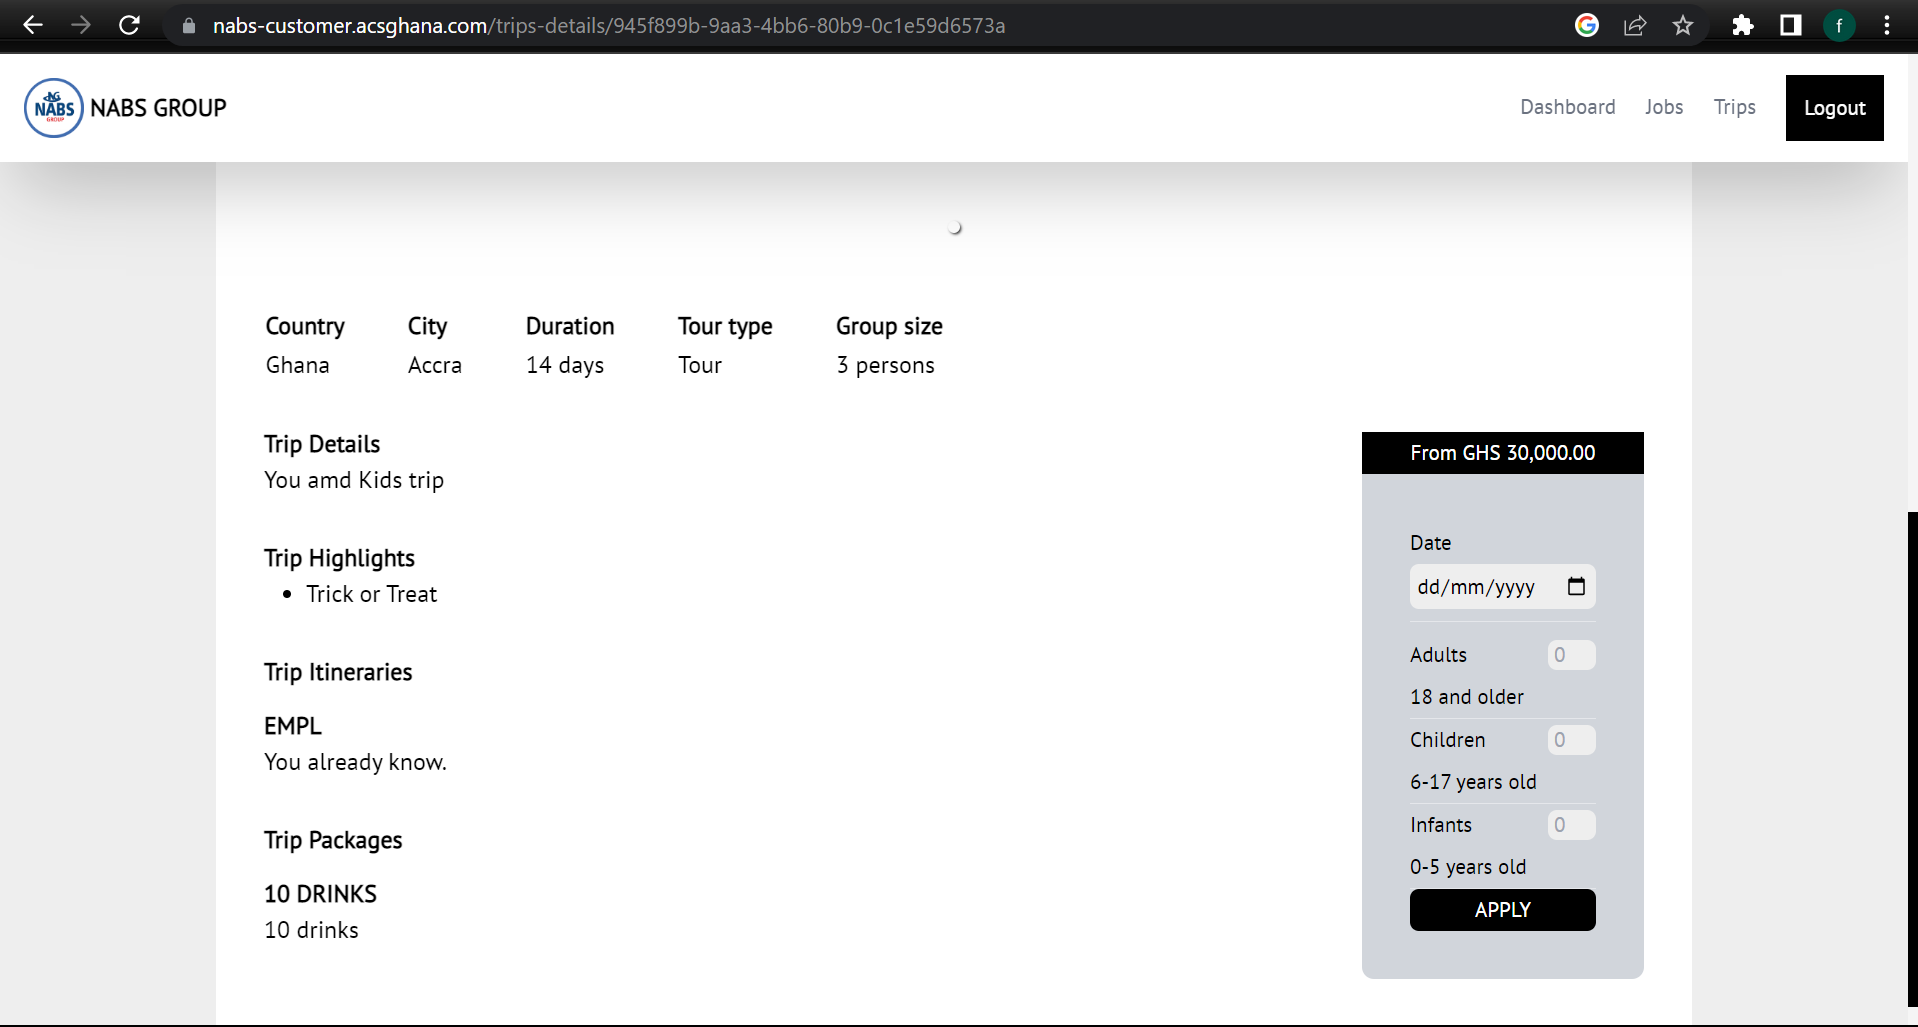 nabs-customer.acsghana.com/trips-details/945f899b-9aa3-4bb6-80b9-0c1e59d6573a
f
NG
NABS
GROUP
NABS GROUP
Dashboard Jobs Trips Logout
Country City Duration Tour type Group size
Ghana Accra 14 days Tour 3 persons
Trip Details
You amd Kids trip
Trip Highlights
• Trick or Treat
Trip Itineraries
EMPL
You already know.
Trip Packages
10 DRINKS
10 drinks
From GHS 30,000.00
Date
dd/mm/yyyy
Adults 0
18 and older
Children 0
6-17 years old
Infants 0
0-5 years old
APPLY